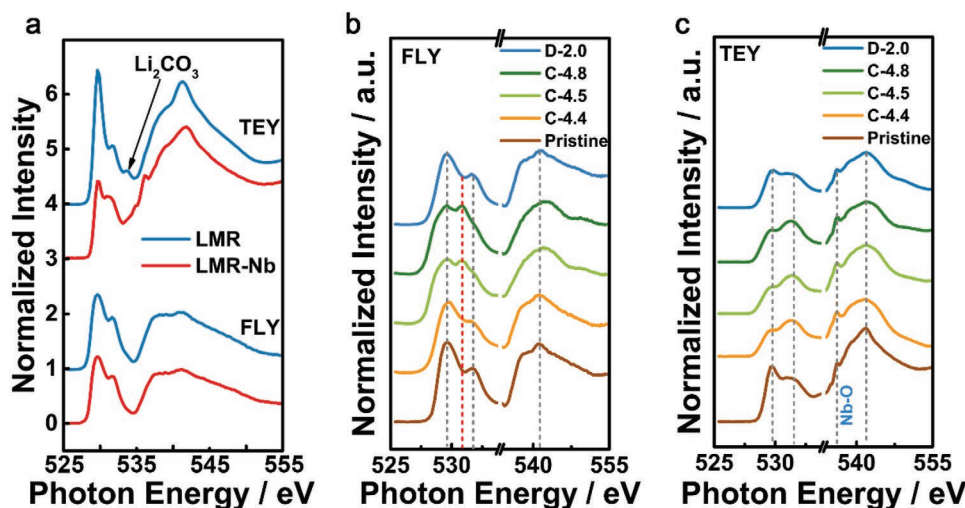 a
Normalized Intensity
6
5
4
3
2
1
0
Li₂CO₃
TEY
LMR
LMR-Nb
FLY
525 535 545 555
Photon Energy / eV
b
Normalized Intensity / a.u.
FLY
D-2.0
C-4.8
C-4.5
C-4.4
Pristine
525 530 540 555
Photon Energy / eV
c
Normalized Intensity / a.u.
TEY
D-2.0
C-4.8
C-4.5
C-4.4
Pristine
Nb-O
525 530 540 555
Photon Energy / eV